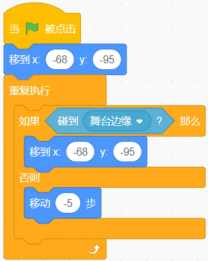 当 被点击
移到 x: -68 y: -95
重复执行
如果 碰到 舞台边缘 ? 那么
移到 x: -68 y: -95
否则
移动 -5 步